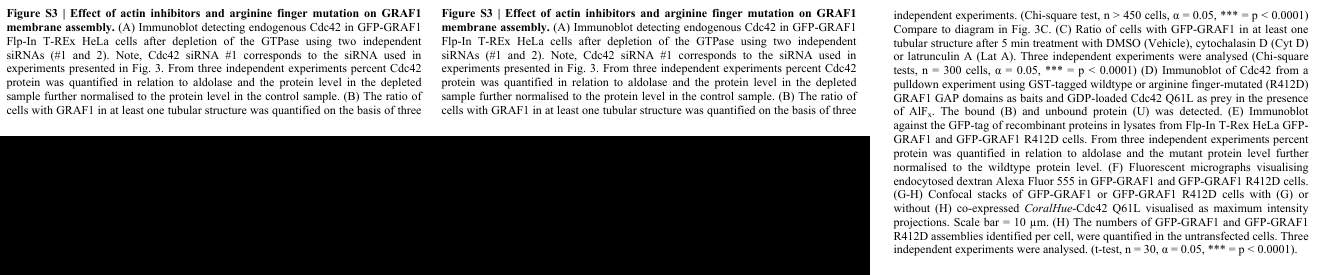 Figure S3 | Effect of actin inhibitors and arginine finger mutation on GRAF1
membrane assembly. (A) Immunoblot detecting endogenous Cdc42 in GFP-GRAF1
Flp-In T-REx HeLa cells after depletion of the GTPase using two independent
siRNAs (#1 and 2). Note, Cdc42 siRNA #1 corresponds to the siRNA used in
experiments presented in Fig. 3. From three independent experiments percent Cdc42
protein was quantified in relation to aldolase and the protein level in the depleted
sample further normalised to the protein level in the control sample. (B) The ratio of
cells with GRAF1 in at least one tubular structure was quantified on the basis of three
Figure S3 | Effect of actin inhibitors and arginine finger mutation on GRAF1
membrane assembly. (A) Immunoblot detecting endogenous Cdc42 in GFP-GRAF1
Flp-In T-REx HeLa cells after depletion of the GTPase using two independent
siRNAs (#1 and 2). Note, Cdc42 siRNA #1 corresponds to the siRNA used in
experiments presented in Fig. 3. From three independent experiments percent Cdc42
protein was quantified in relation to aldolase and the protein level in the depleted
sample further normalised to the protein level in the control sample. (B) The ratio of
cells with GRAF1 in at least one tubular structure was quantified on the basis of three
independent experiments. (Chi-square test, n > 450 cells, α = 0.05, *** = p < 0.0001)
Compare to diagram in Fig. 3C. (C) Ratio of cells with GFP-GRAF1 in at least one
tubular structure after 5 min treatment with DMSO (Vehicle), cytochalasin D (Cyt D)
or latrunculin A (Lat A). Three independent experiments were analysed (Chi-square
tests, n = 300 cells, α = 0.05, *** = p < 0.0001) (D) Immunoblot of Cdc42 from a
pulldown experiment using GST-tagged wildtype or arginine finger-mutated (R412D)
GRAF1 GAP domains as baits and GDP-loaded Cdc42 Q61L as prey in the presence
of AlFx. The bound (B) and unbound protein (U) was detected. (E) Immunoblot
against the GFP-tag of recombinant proteins in lysates from Flp-In T-Rex HeLa GFP-
GRAF1 and GFP-GRAF1 R412D cells. From three independent experiments percent
protein was quantified in relation to aldolase and the mutant protein level further
normalised to the wildtype protein level. (F) Fluorescent micrographs visualising
endocytosed dextran Alexa Fluor 555 in GFP-GRAF1 and GFP-GRAF1 R412D cells.
(G-H) Confocal stacks of GFP-GRAF1 or GFP-GRAF1 R412D cells with (G) or
without (H) co-expressed CoralHue-Cdc42 Q61L visualised as maximum intensity
projections. Scale bar = 10 µm. (H) The numbers of GFP-GRAF1 and GFP-GRAF1
R412D assemblies identified per cell, were quantified in the untransfected cells. Three
independent experiments were analysed. (t-test, n = 30, α = 0.05, *** = p < 0.0001).